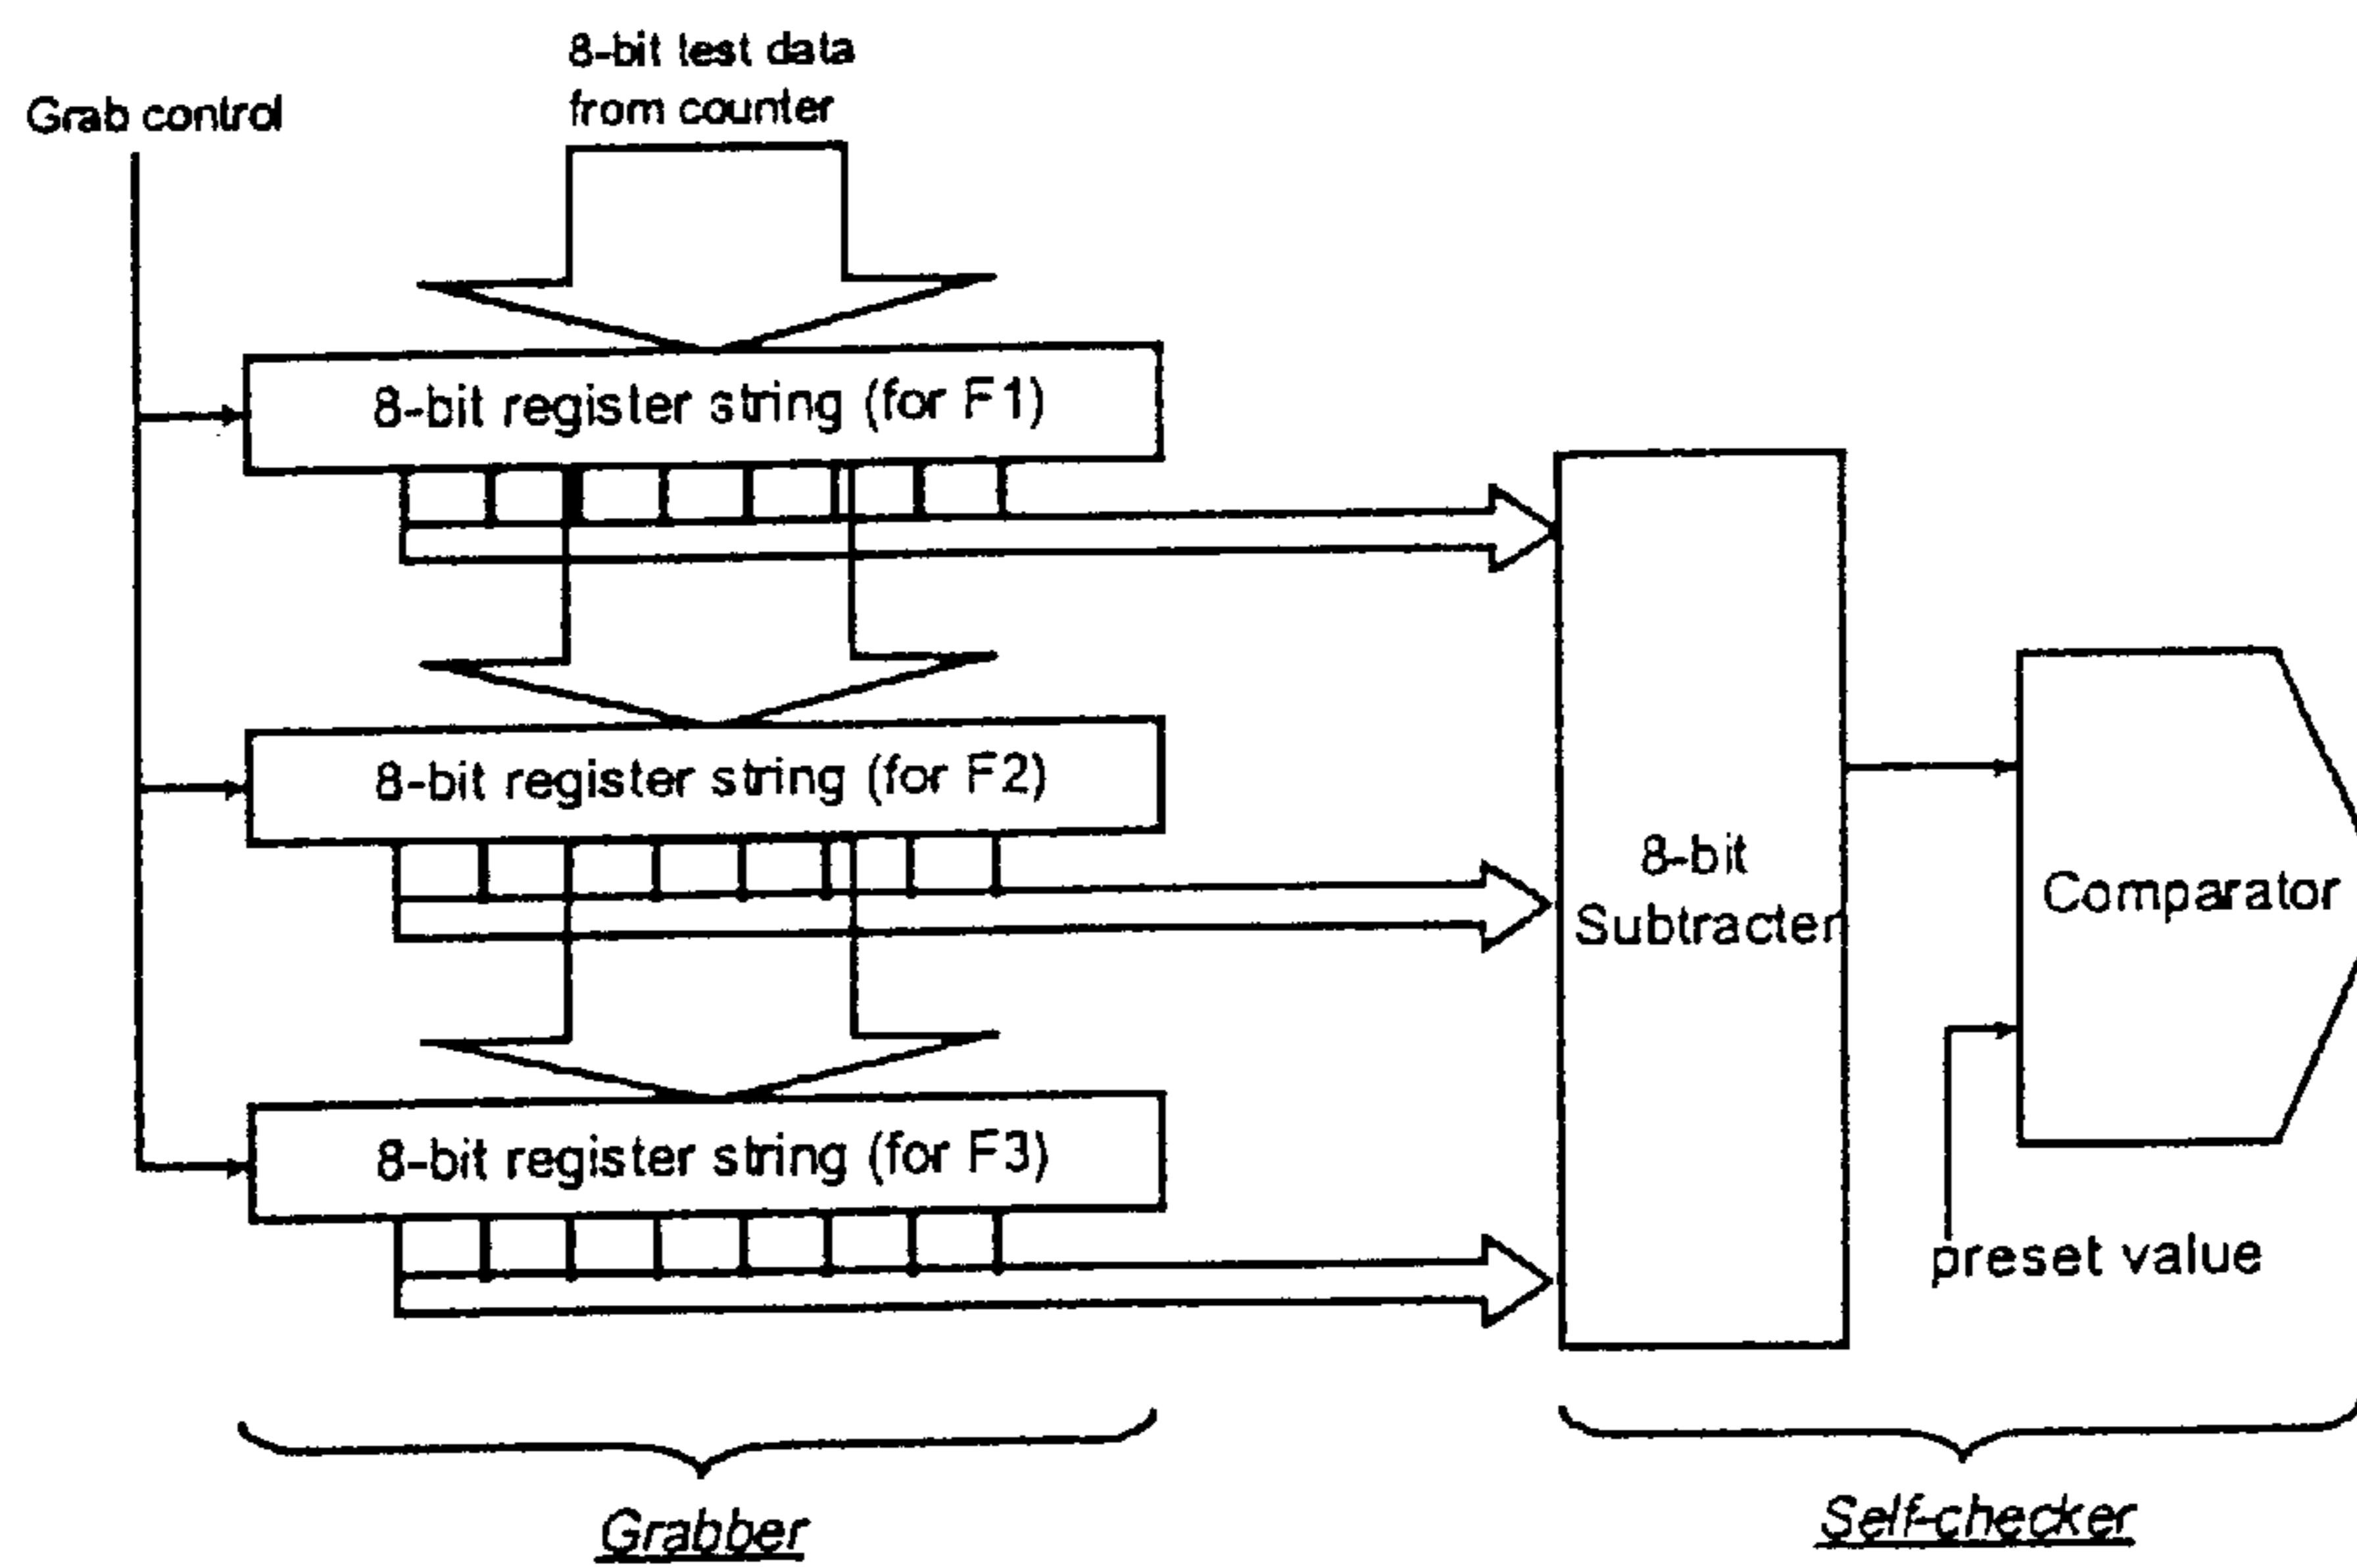 8-bit test data
from counter
Grab control
8-bit register string (for F1)
8-bit register string (for F2)
8-bit
Subtracter
Comparator
8-bit register string (for F3)
preset value
Grabber
Self-checker